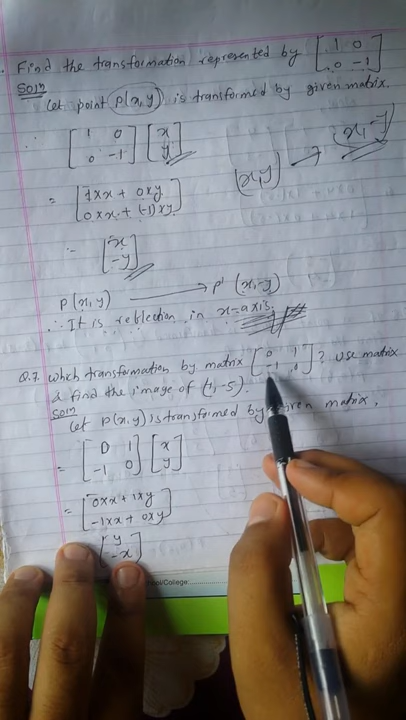 . Find the transformation represented by [1 0
0 -1]
Soln
Let point P(x,y) is transformed by given matrix.
∴ [1 0
0 -1] [x
y]
(x,y) → (x,-y)
= [1×x + 0×y
0×x + (-1)×y]
= [x
-y]
P(x,y) → P' (x,-y)
∴ It is reflection in x-axis.
Q.7. Which transformation by matrix [0 1
-1 0]? Use matrix
& find the image of (1,-5).
Soln
Let P(x,y) is transformed by given matrix,
= [0 1
-1 0] [x
y]
= [0×x + 1×y
-1×x + 0×y]
[y
-x]
ool/College